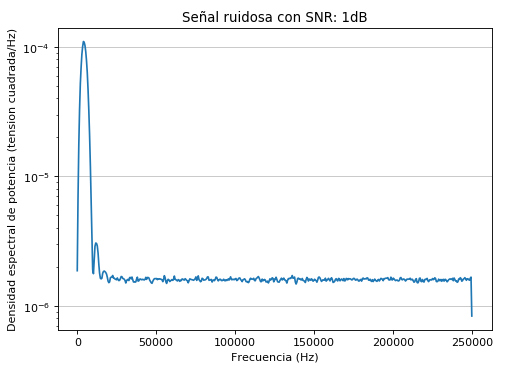 Señal ruidosa con SNR: 1dB
Densidad espectral de potencia (tension cuadrada/Hz)
10⁻⁴
10⁻⁵
10⁻⁶
0 50000 100000 150000 200000 250000
Frecuencia (Hz)